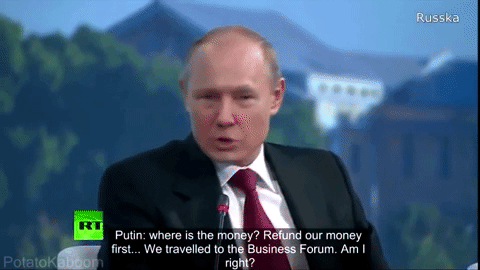 Russka
RT
Putin: where is the money? Refund our money
first... We travelled to the Business Forum. Am I
right?
PotatoKaboom